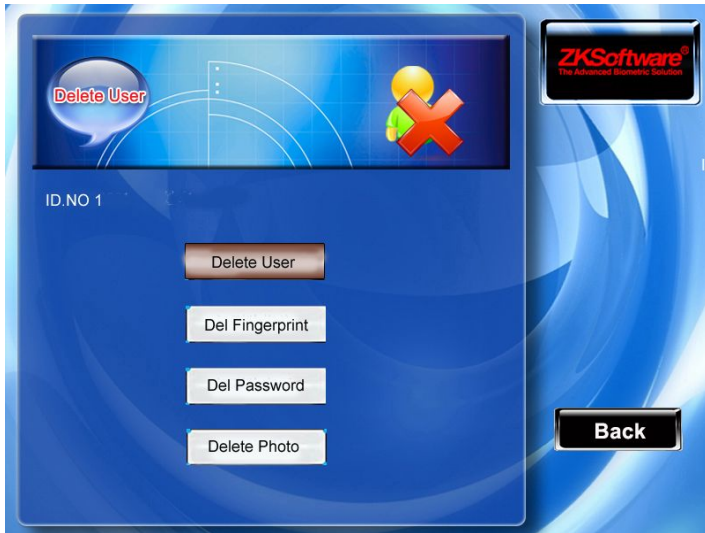 Delete User
ZKSoftware®
The Advanced Biometric Solution
ID.NO 1
Delete User
Del Fingerprint
Del Password
Delete Photo
Back